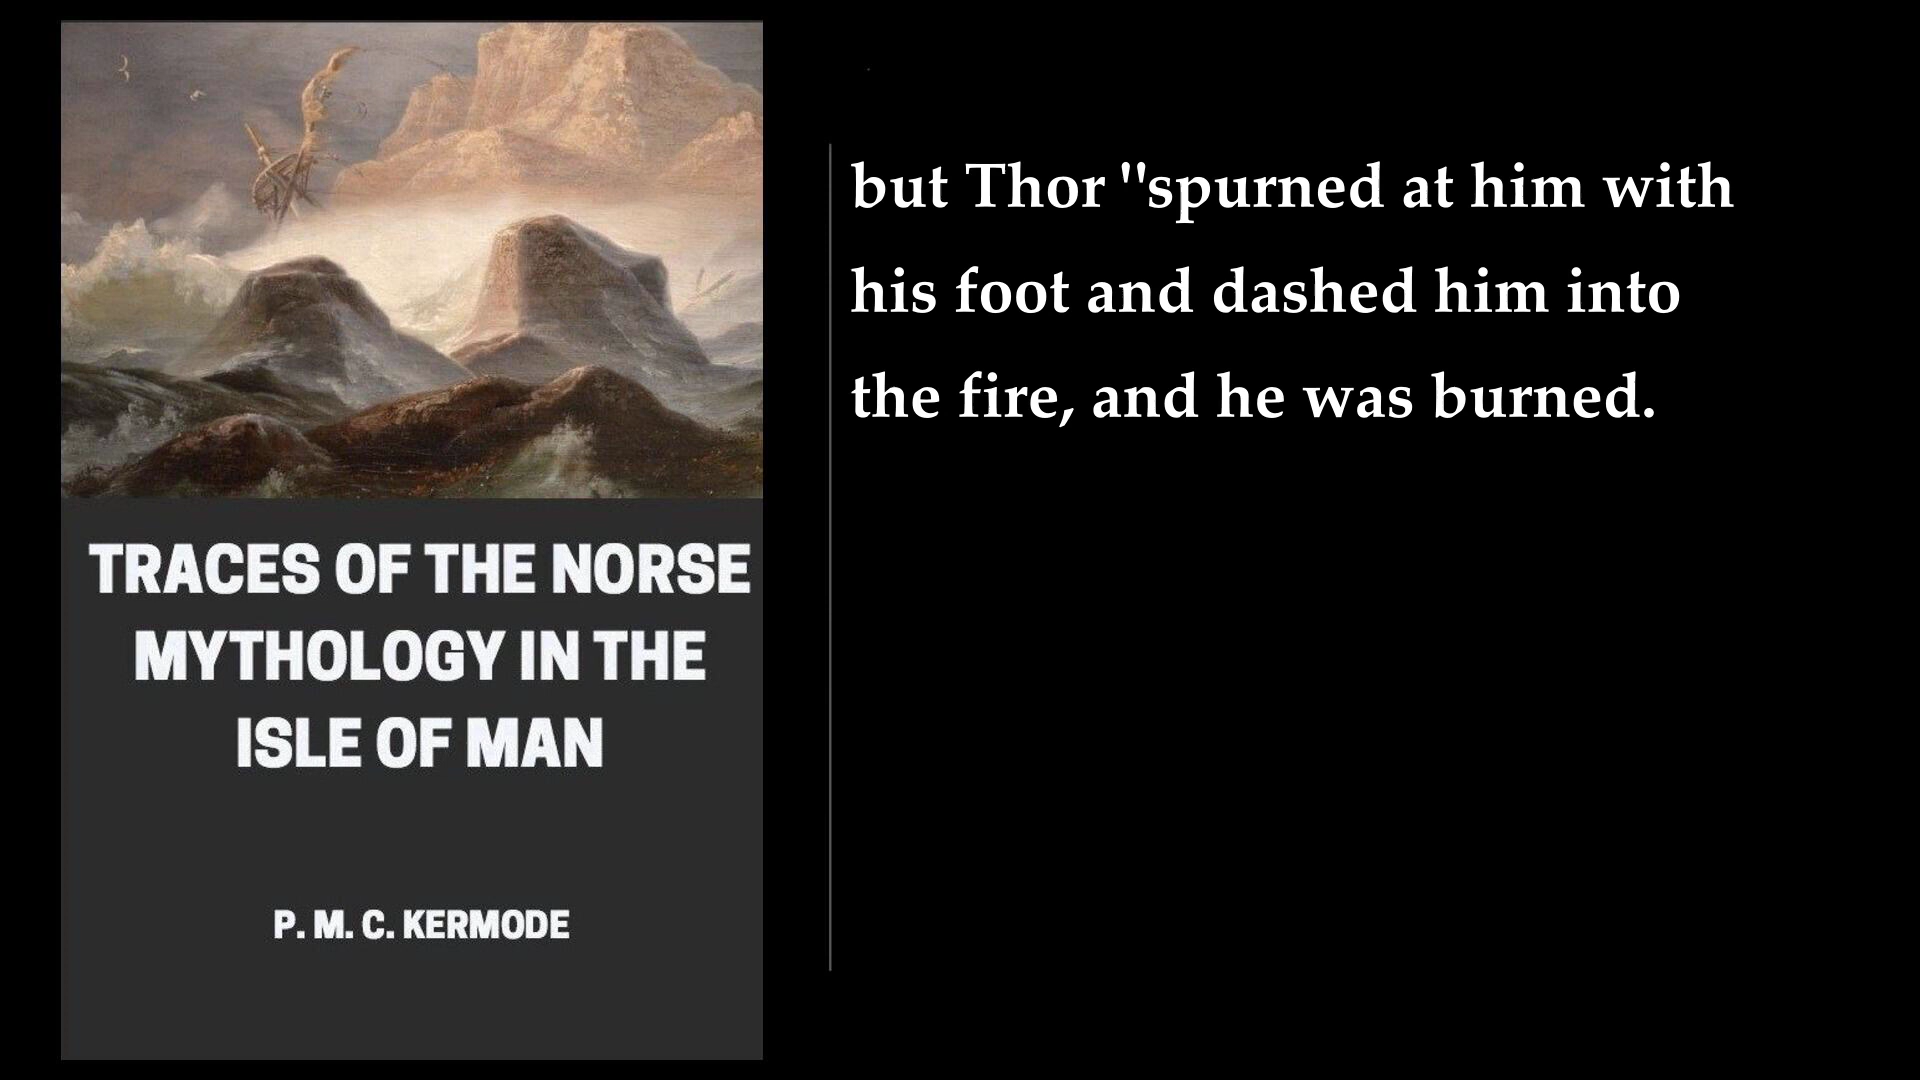 but Thor "spurned at him with
his foot and dashed him into
the fire, and he was burned.
TRACES OF THE NORSE
MYTHOLOGY IN THE
ISLE OF MAN
P. M. C. KERMODE